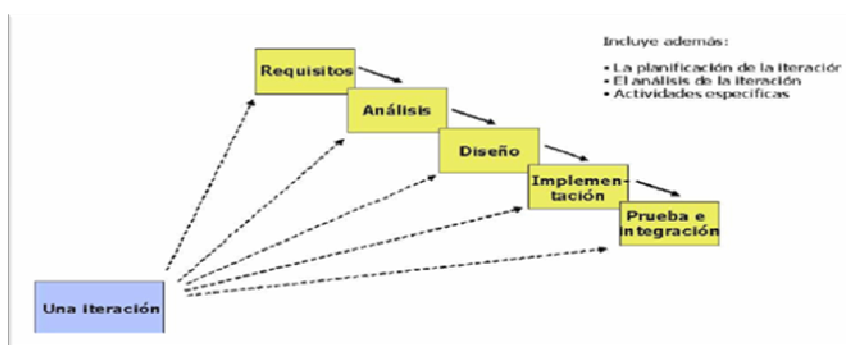 Incluye además:
• La planificación de la iteración
• El análisis de la iteración
• Actividades específicas
Requisitos
Análisis
Diseño
Implemen-
tación
Prueba e
integración
Una iteración